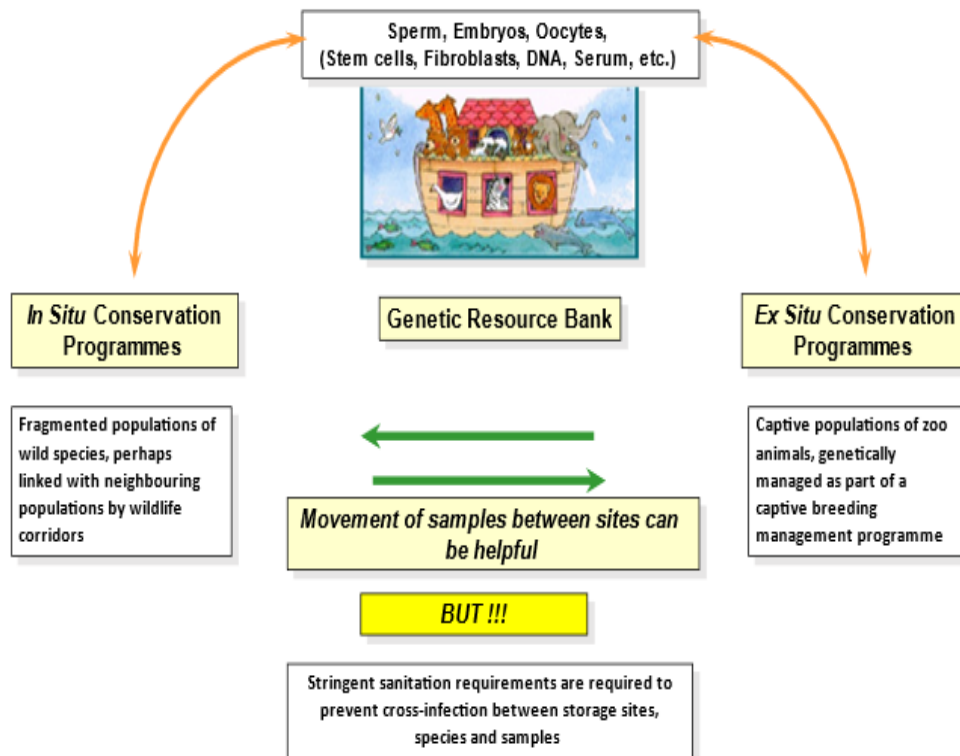 Sperm, Embryos, Oocytes,
(Stem cells, Fibroblasts, DNA, Serum, etc.)
In Situ Conservation
Programmes
Genetic Resource Bank
Ex Situ Conservation
Programmes
Fragmented populations of
wild species, perhaps
linked with neighbouring
populations by wildlife
corridors
Captive populations of zoo
animals, genetically
managed as part of a
captive breeding
management programme
Movement of samples between sites can
be helpful
BUT !!!
Stringent sanitation requirements are required to
prevent cross-infection between storage sites,
species and samples